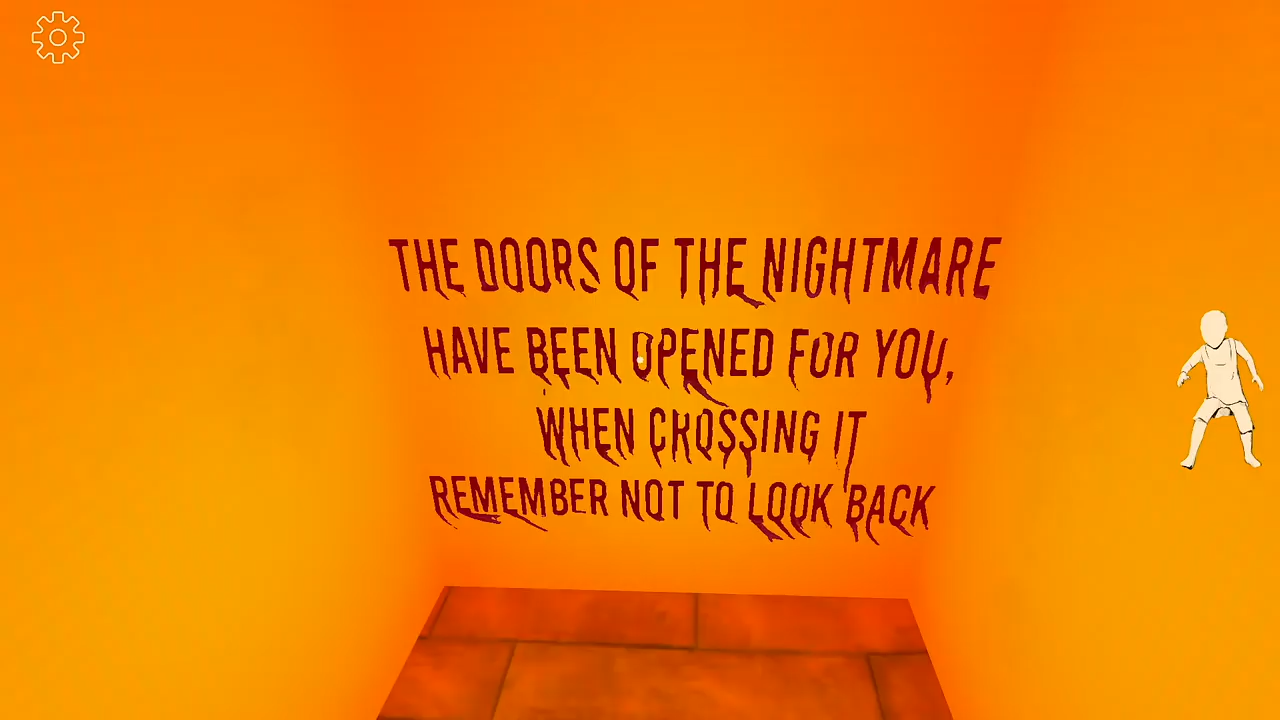 THE DOORS OF THE NIGHTMARE
HAVE BEEN OPENED FOR YOU,
WHEN CROSSING IT
REMEMBER NOT TO LOOK BACK